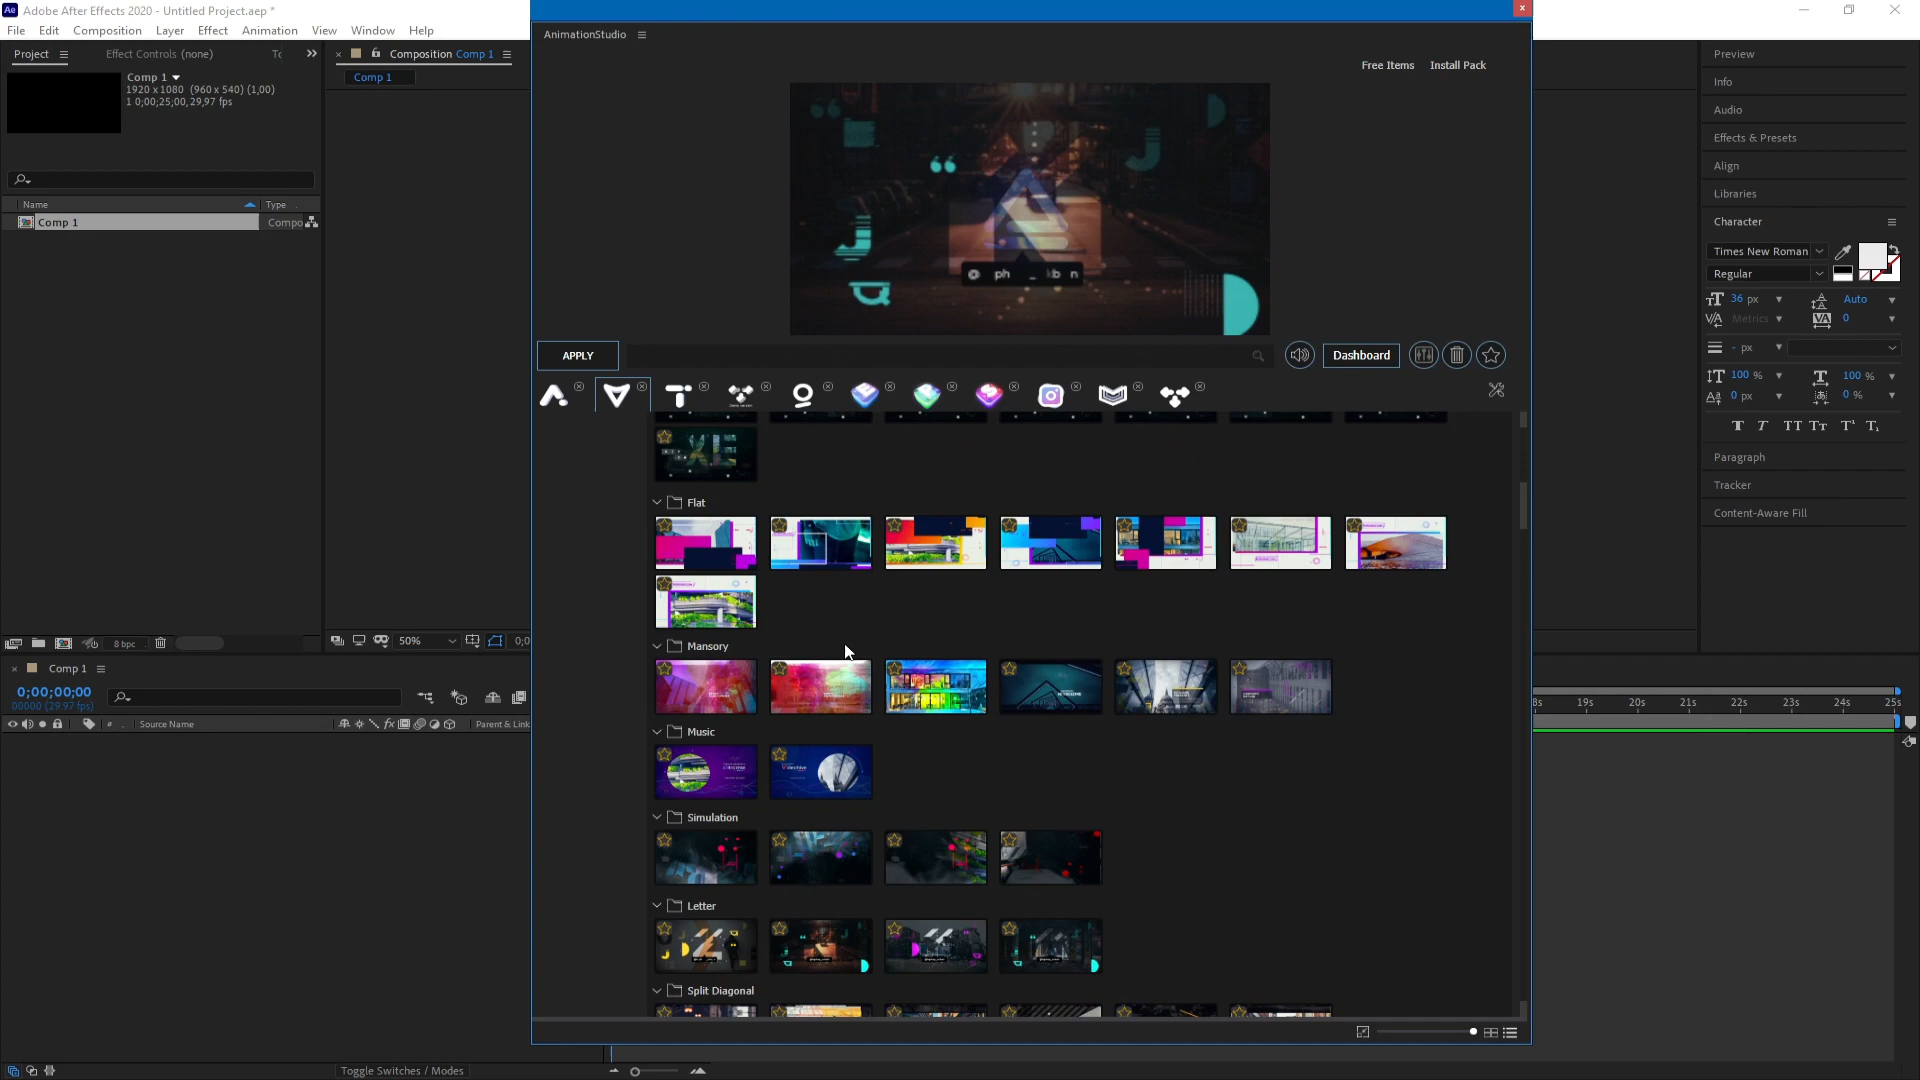 Ae Adobe After Effects 2020 - Untitled Project.aep *
File Edit Composition Layer Effect Animation View Window Help
Project
Effect Controls (none)
Composition Comp 1
Comp 1
Comp 1
1920 x 1080 (960 x 540) (1,00)
1 0;00;25;00, 29,97 fps
Name
Type
Comp 1
Compo
8 bpc
50%
0;0
AnimationStudio
Free Items
Install Pack
@ ph _ kb n
APPLY
Dashboard
Flat
Mansory
Music
Simulation
Letter
Split Diagonal
Preview
Info
Audio
Effects & Presets
Align
Libraries
Character
Times New Roman
Regular
36 px
Auto
Metrics
0
- px
100 %
100 %
0 px
0 %
Paragraph
Tracker
Content-Aware Fill
Comp 1
0;00;00;00
00000 (29.97 fps)
# .
Source Name
Parent & Link
8s 19s 20s 21s 22s 23s 24s 25s
Toggle Switches / Modes